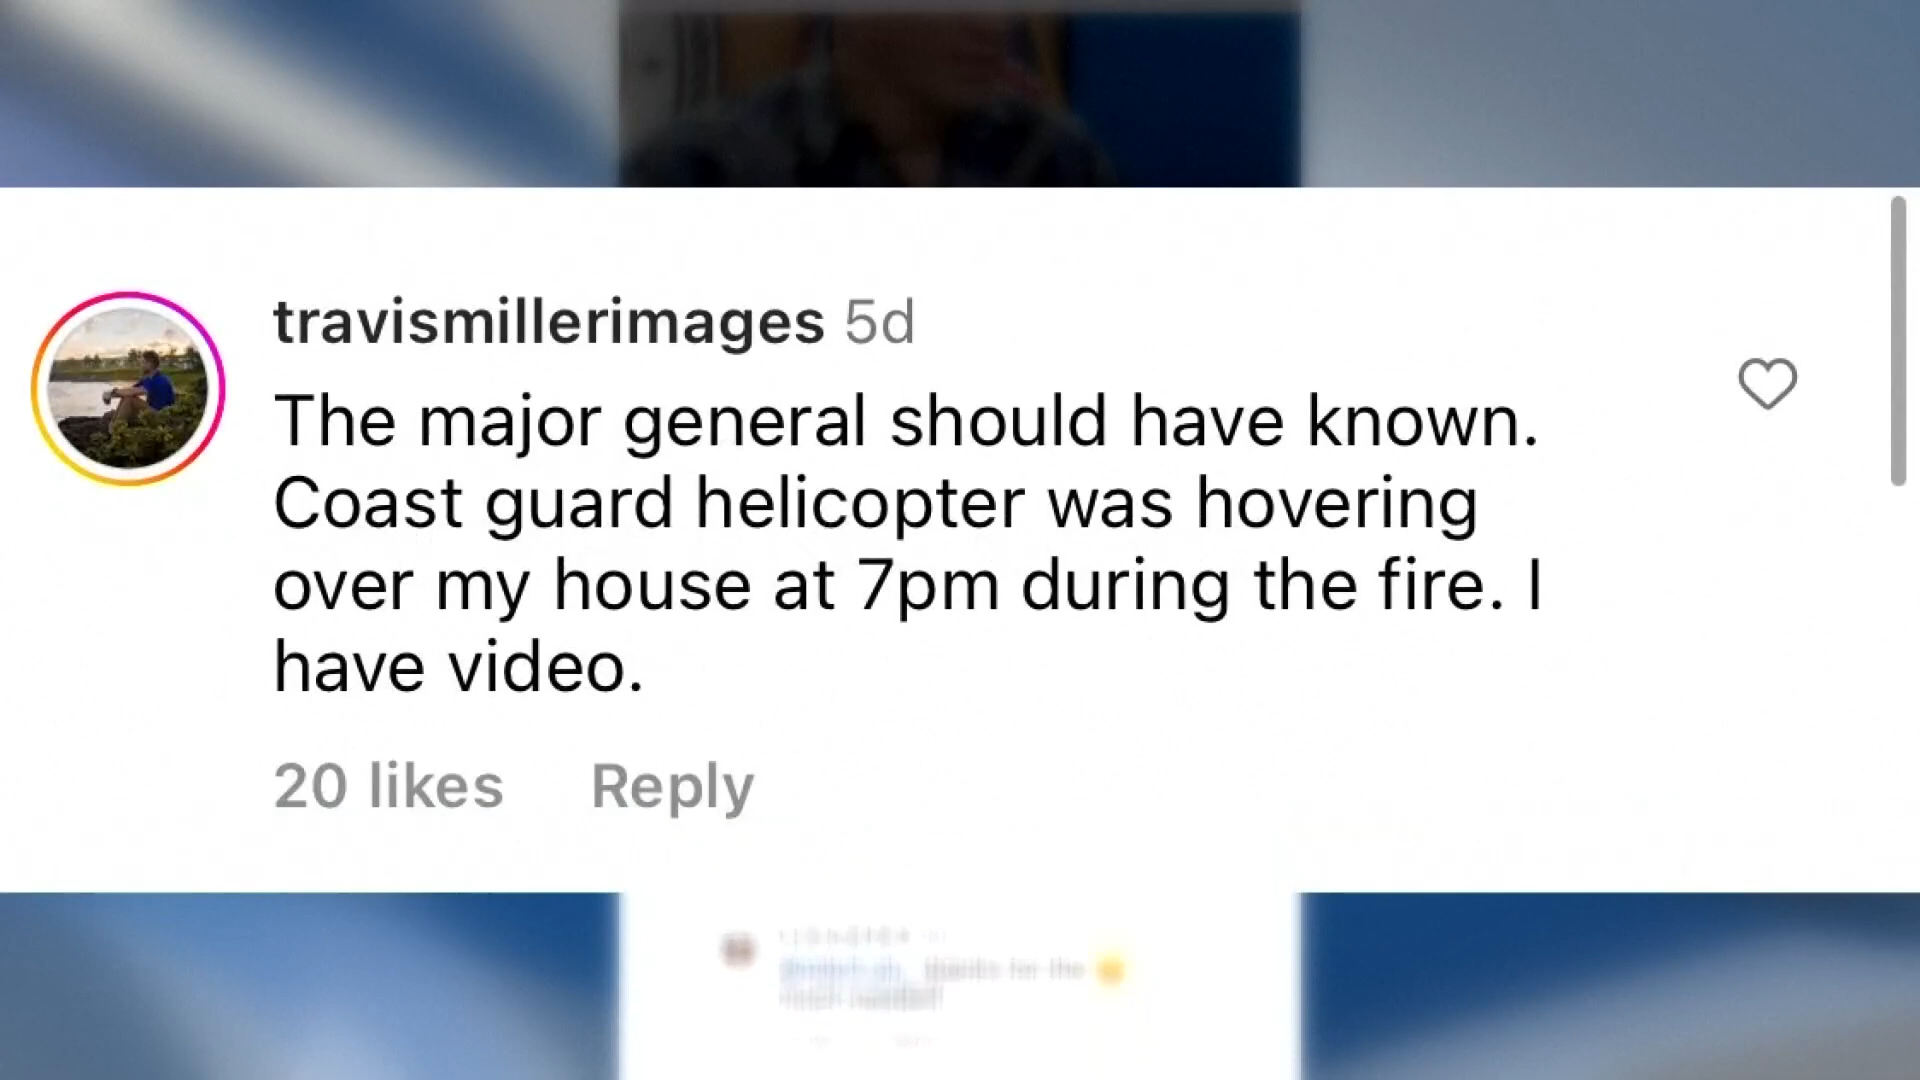 travismillerimages 5d
The major general should have known.
Coast guard helicopter was hovering
over my house at 7pm during the fire. I
have video.
20 likes Reply